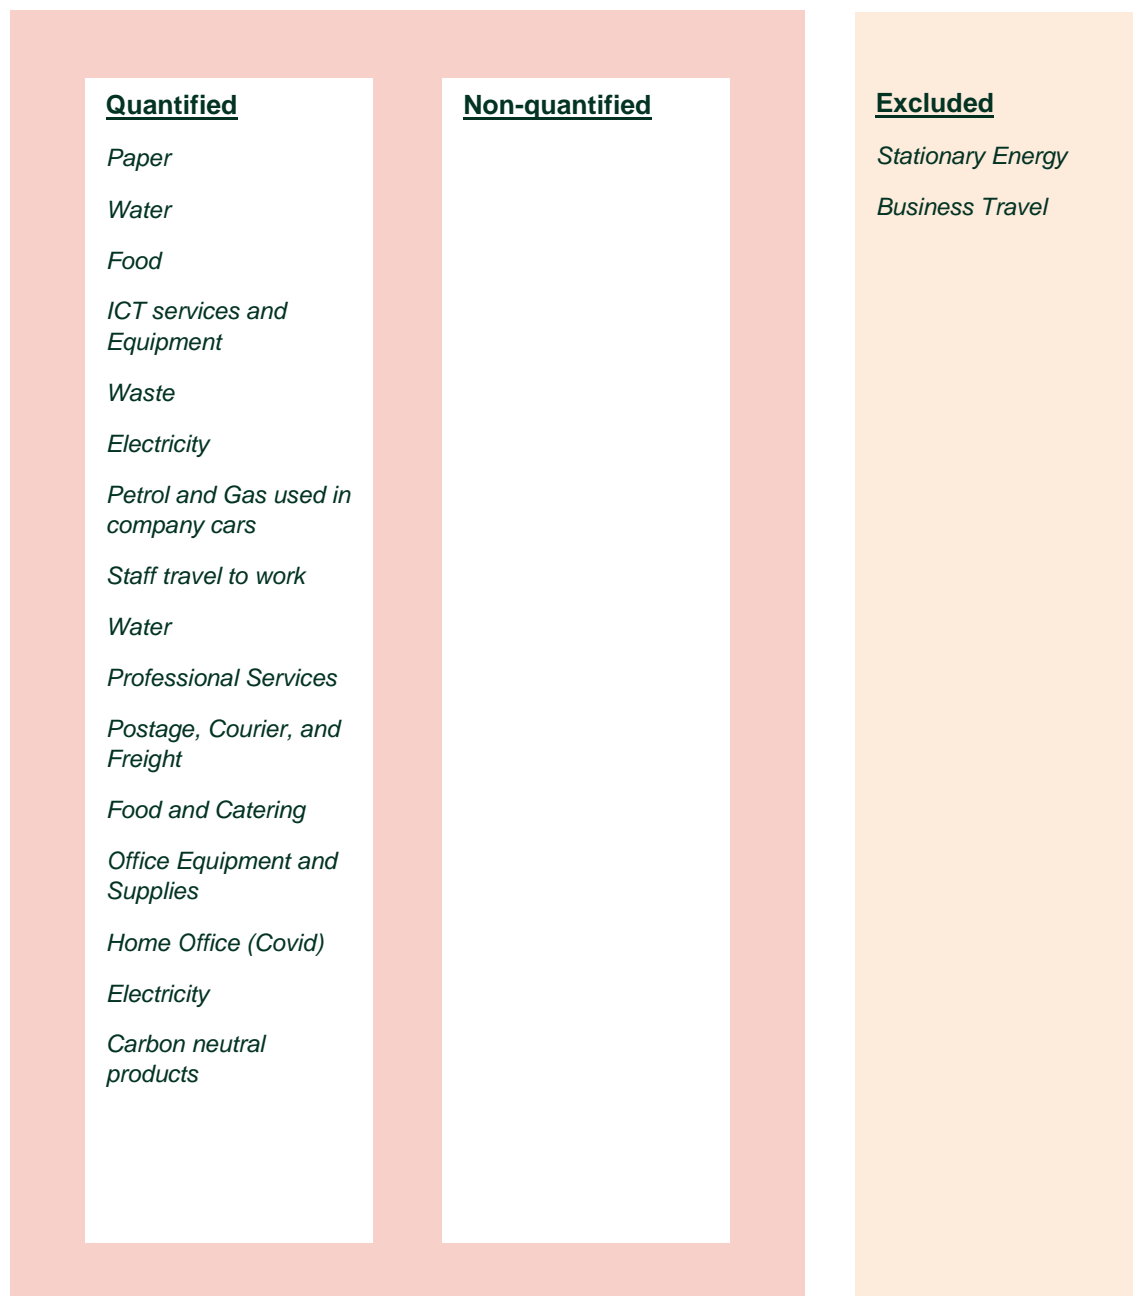 Quantified
Paper
Water
Food
ICT services and
Equipment
Waste
Electricity
Petrol and Gas used in
company cars
Staff travel to work
Water
Professional Services
Postage, Courier, and
Freight
Food and Catering
Office Equipment and
Supplies
Home Office (Covid)
Electricity
Carbon neutral
products
Non-quantified
Excluded
Stationary Energy
Business Travel